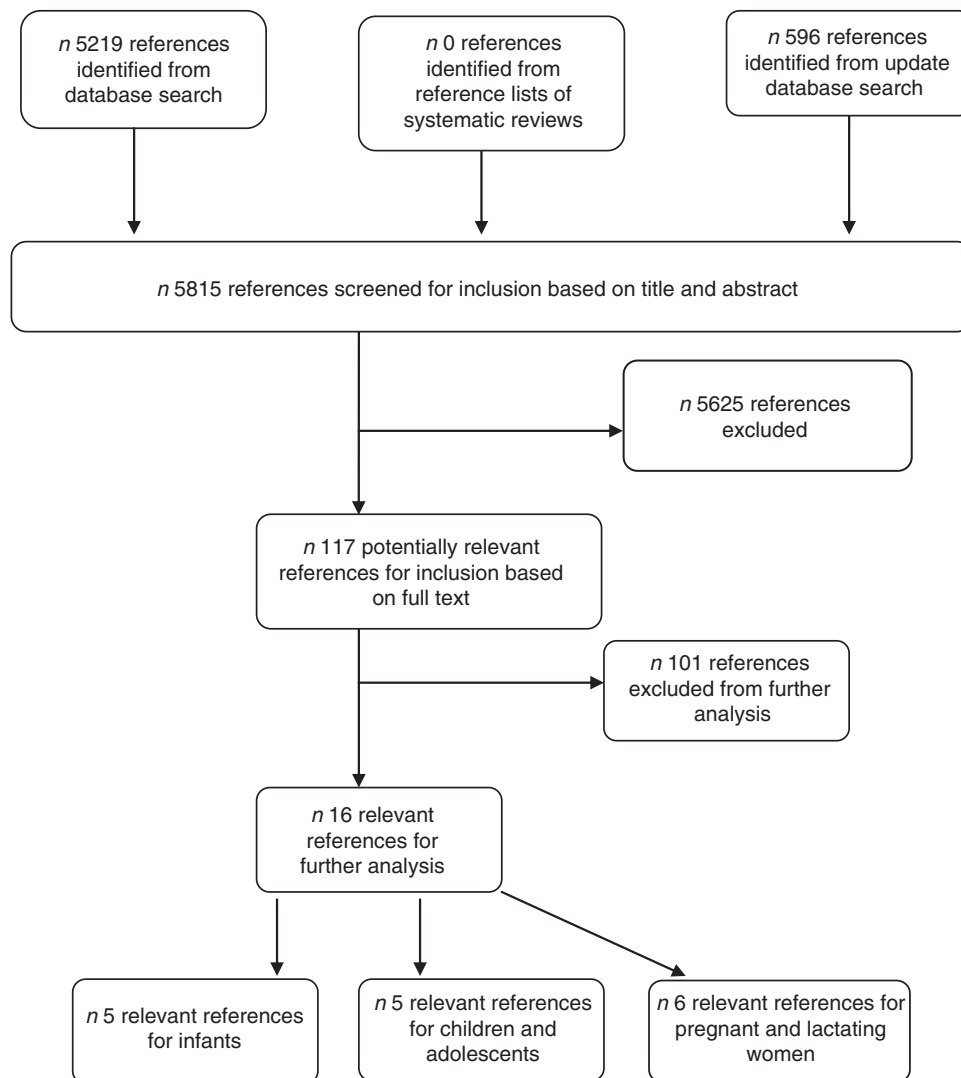 n 5219 references
identified from
database search
n 0 references
identified from
reference lists of
systematic reviews
n 596 references
identified from update
database search
n 5815 references screened for inclusion based on title and abstract
n 5625 references
excluded
n 117 potentially relevant
references for inclusion based
on full text
n 101 references
excluded from further
analysis
n 16 relevant
references for
further analysis
n 5 relevant references
for infants
n 5 relevant references
for children and
adolescents
n 6 relevant references for
pregnant and lactating
women